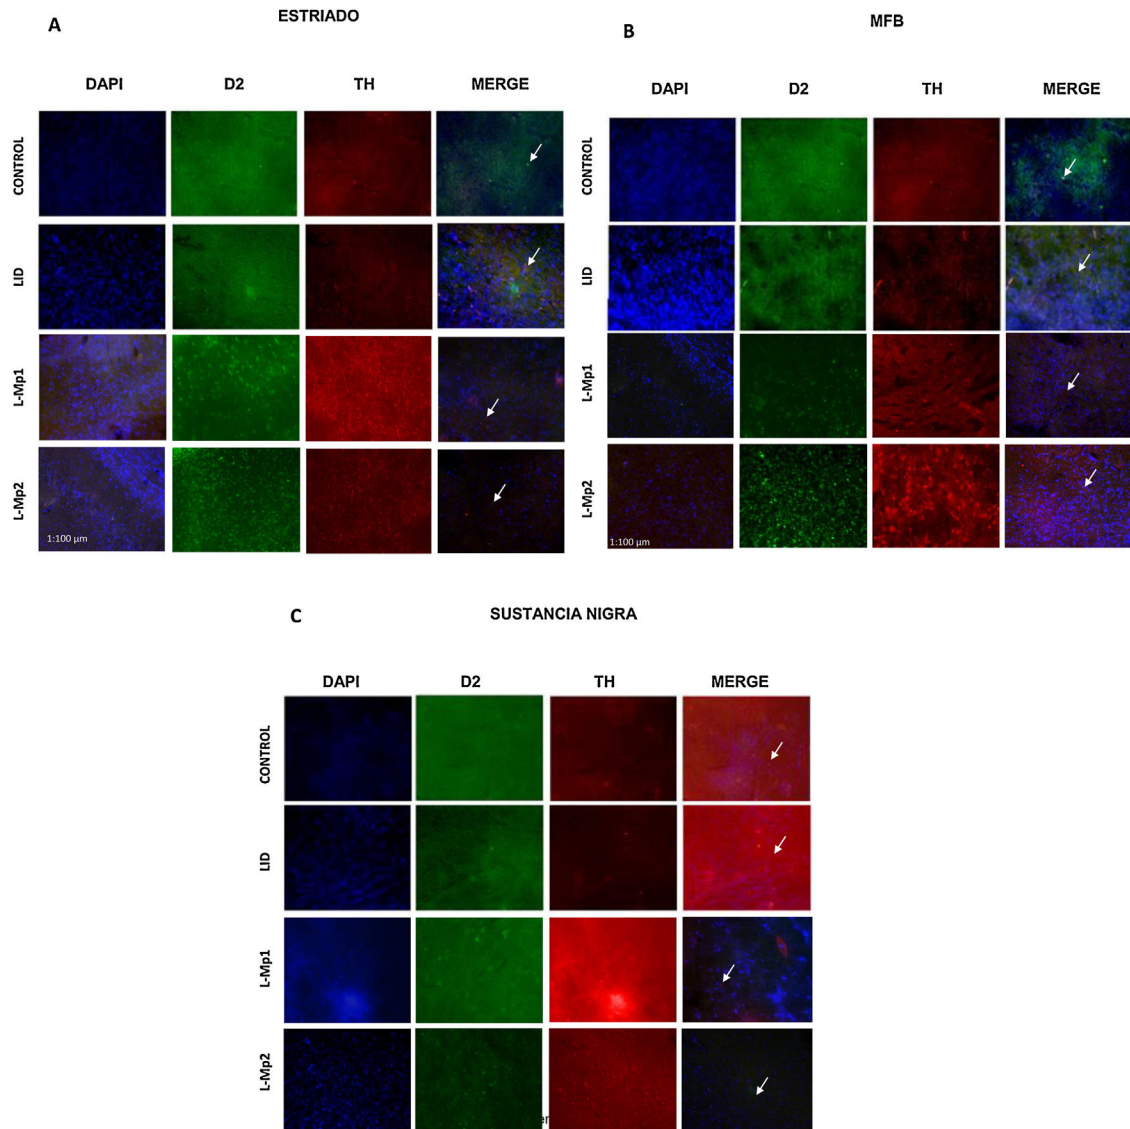 A
ESTRIADO
DAPI D2 TH MERGE
CONTROL
LID
L-Mp1
L-Mp2
1:100 µm
B
MFB
DAPI D2 TH MERGE
CONTROL
LID
L-Mp1
L-Mp2
1:100 µm
C
SUSTANCIA NIGRA
DAPI D2 TH MERGE
CONTROL
LID
L-Mp1
L-Mp2